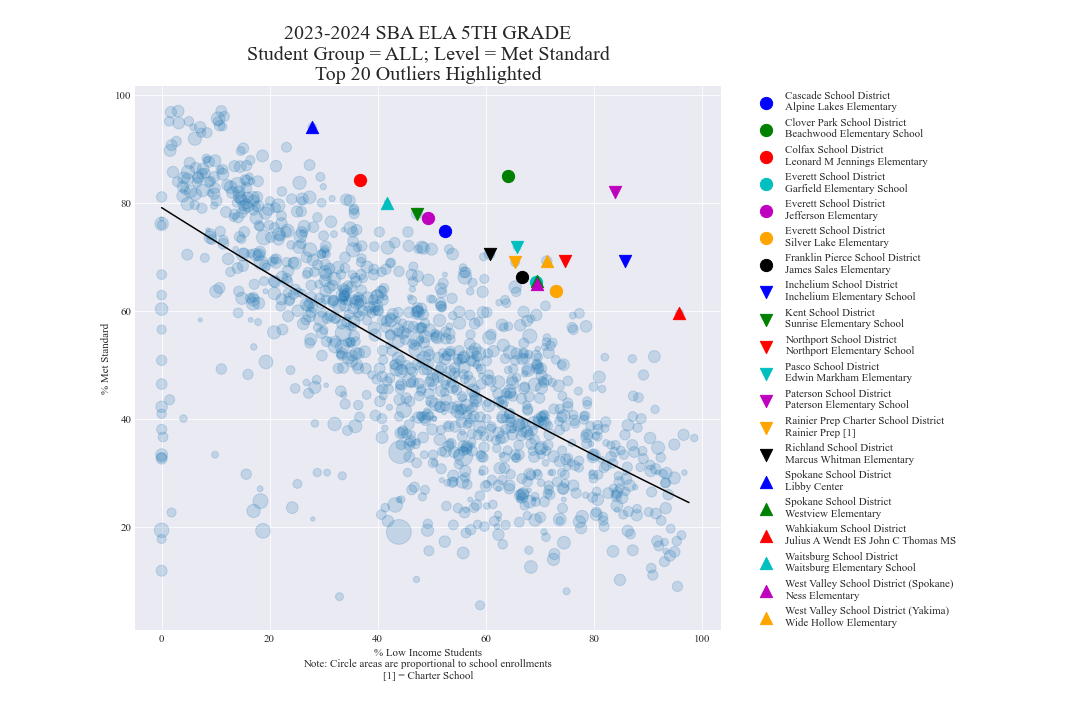 2023-2024 SBA ELA 5TH GRADE
Student Group = ALL; Level = Met Standard
Top 20 Outliers Highlighted
100
80
60
40
20
% Met Standard
0
20
40
60
80
100
% Low Income Students
Note: Circle areas are proportional to school enrollments
[1] = Charter School
Cascade School District
Alpine Lakes Elementary
Clover Park School District
Beachwood Elementary School
Colfax School District
Leonard M Jennings Elementary
Everett School District
Garfield Elementary School
Everett School District
Jefferson Elementary
Everett School District
Silver Lake Elementary
Franklin Pierce School District
James Sales Elementary
Inchelium School District
Inchelium Elementary School
Kent School District
Sunrise Elementary School
Northport School District
Northport Elementary School
Pasco School District
Edwin Markham Elementary
Paterson School District
Paterson Elementary School
Rainier Prep Charter School District
Rainier Prep [1]
Richland School District
Marcus Whitman Elementary
Spokane School District
Libby Center
Spokane School District
Westview Elementary
Wahkiakum School District
Julius A Wendt ES John C Thomas MS
Waitsburg School District
Waitsburg Elementary School
West Valley School District (Spokane)
Ness Elementary
West Valley School District (Yakima)
Wide Hollow Elementary